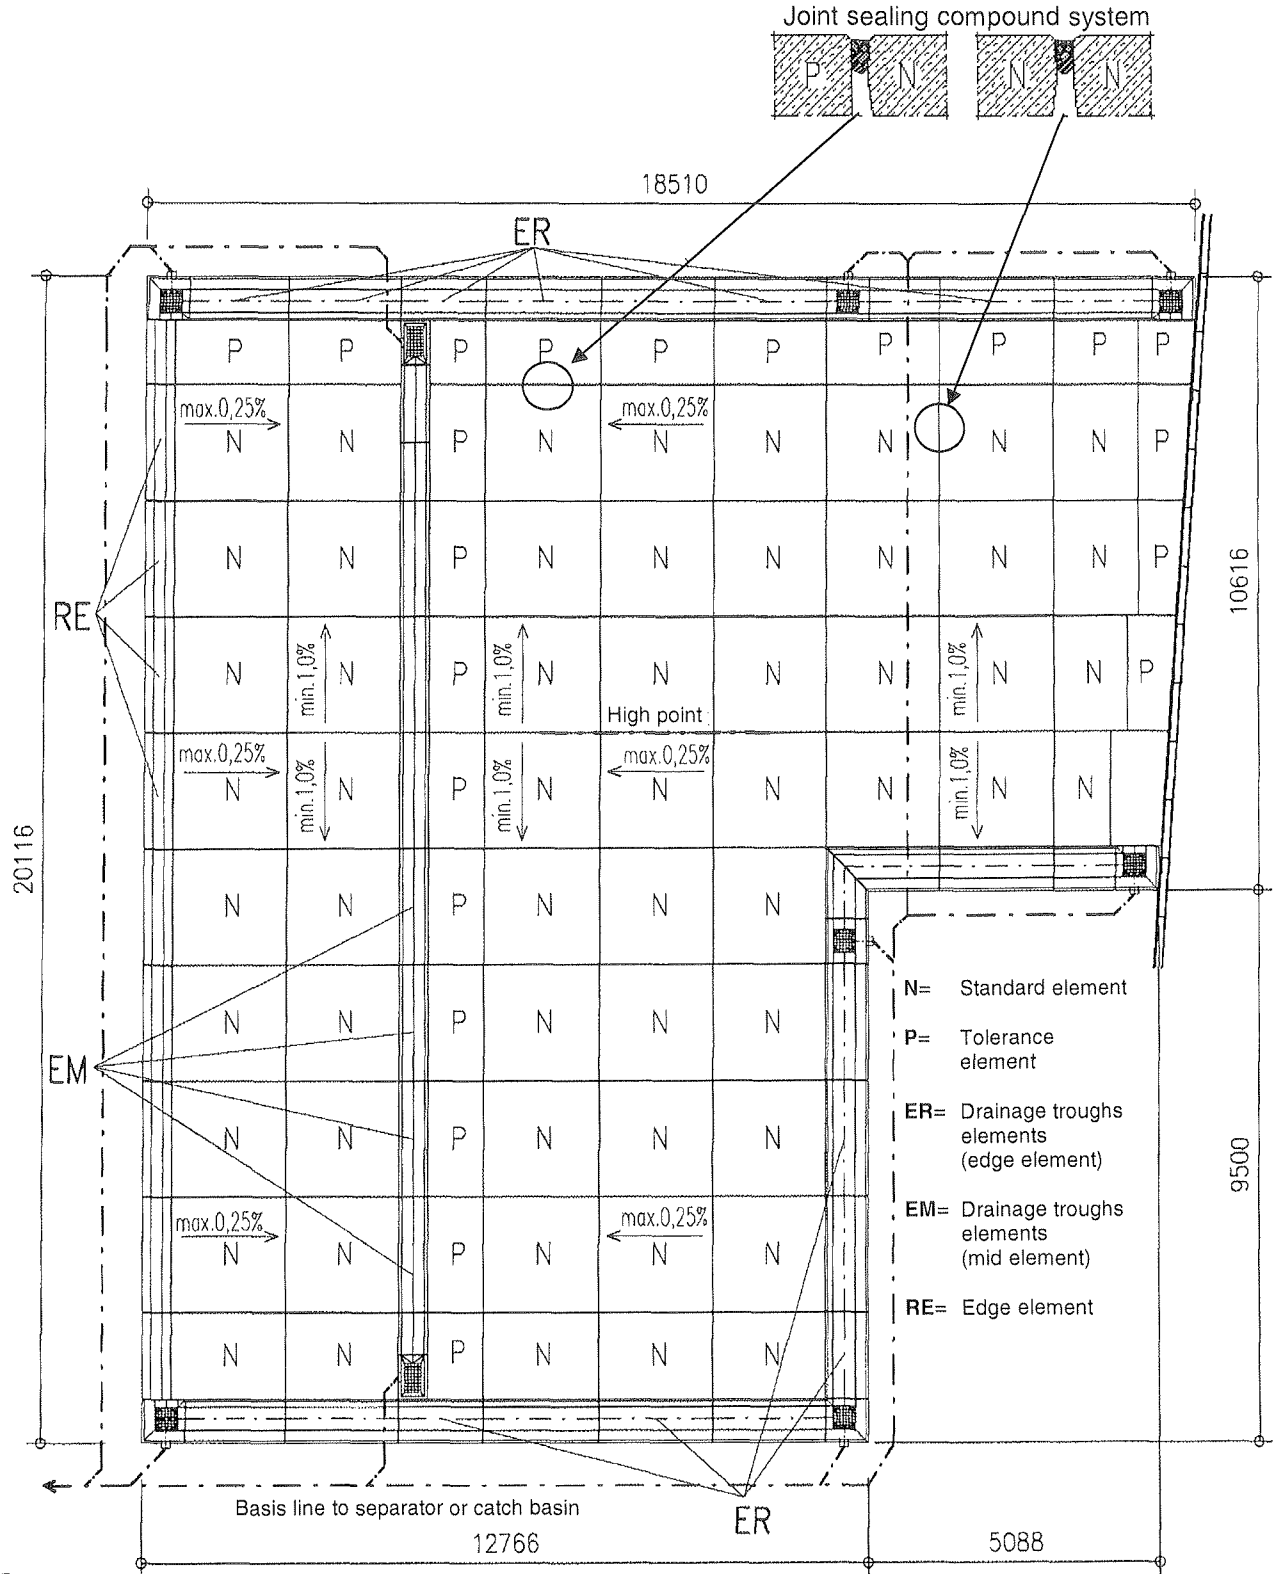 Joint sealing compound system
P N N N
18510
ER
P P P P P P P P P P
max.0,25% max.0,25%
N N P N N N N N P
N N P N N N N N P
RE
10616
min.1,0% min.1,0% min.1,0%
N N P N N N N N N P
High point
max.0,25% max.0,25%
min.1,0% min.1,0% min.1,0%
N N P N N N N N N
20116
N N P N N N
N= Standard element
N N P N N N
P= Tolerance
element
EM
ER= Drainage troughs
elements
(edge element)
N N P N N N
9500
EM= Drainage troughs
elements
(mid element)
max.0,25% max.0,25%
N N P N N N
RE= Edge element
N N P N N N
Basis line to separator or catch basin
ER
12766 5088